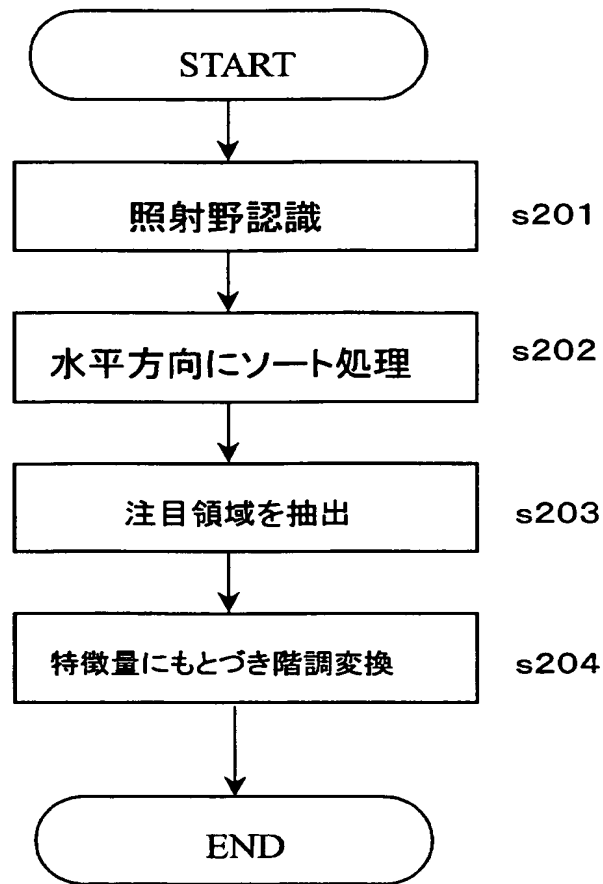 START
照射野認識
s201
水平方向にソート処理
s202
注目領域を抽出
s203
特徴量にもとづき階調変換
s204
END